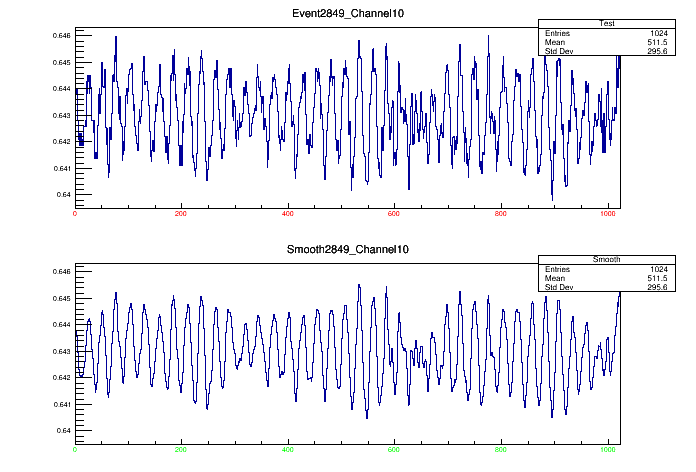 Event2849_Channel10
Test
Entries 1024
Mean 511.5
Std Dev 295.6
0.646
0.645
0.644
0.643
0.642
0.641
0.64
0 200 400 600 800 1000
Smooth2849_Channel10
Smooth
Entries 1024
Mean 511.5
Std Dev 295.6
0.646
0.645
0.644
0.643
0.642
0.641
0.64
0 200 400 600 800 1000